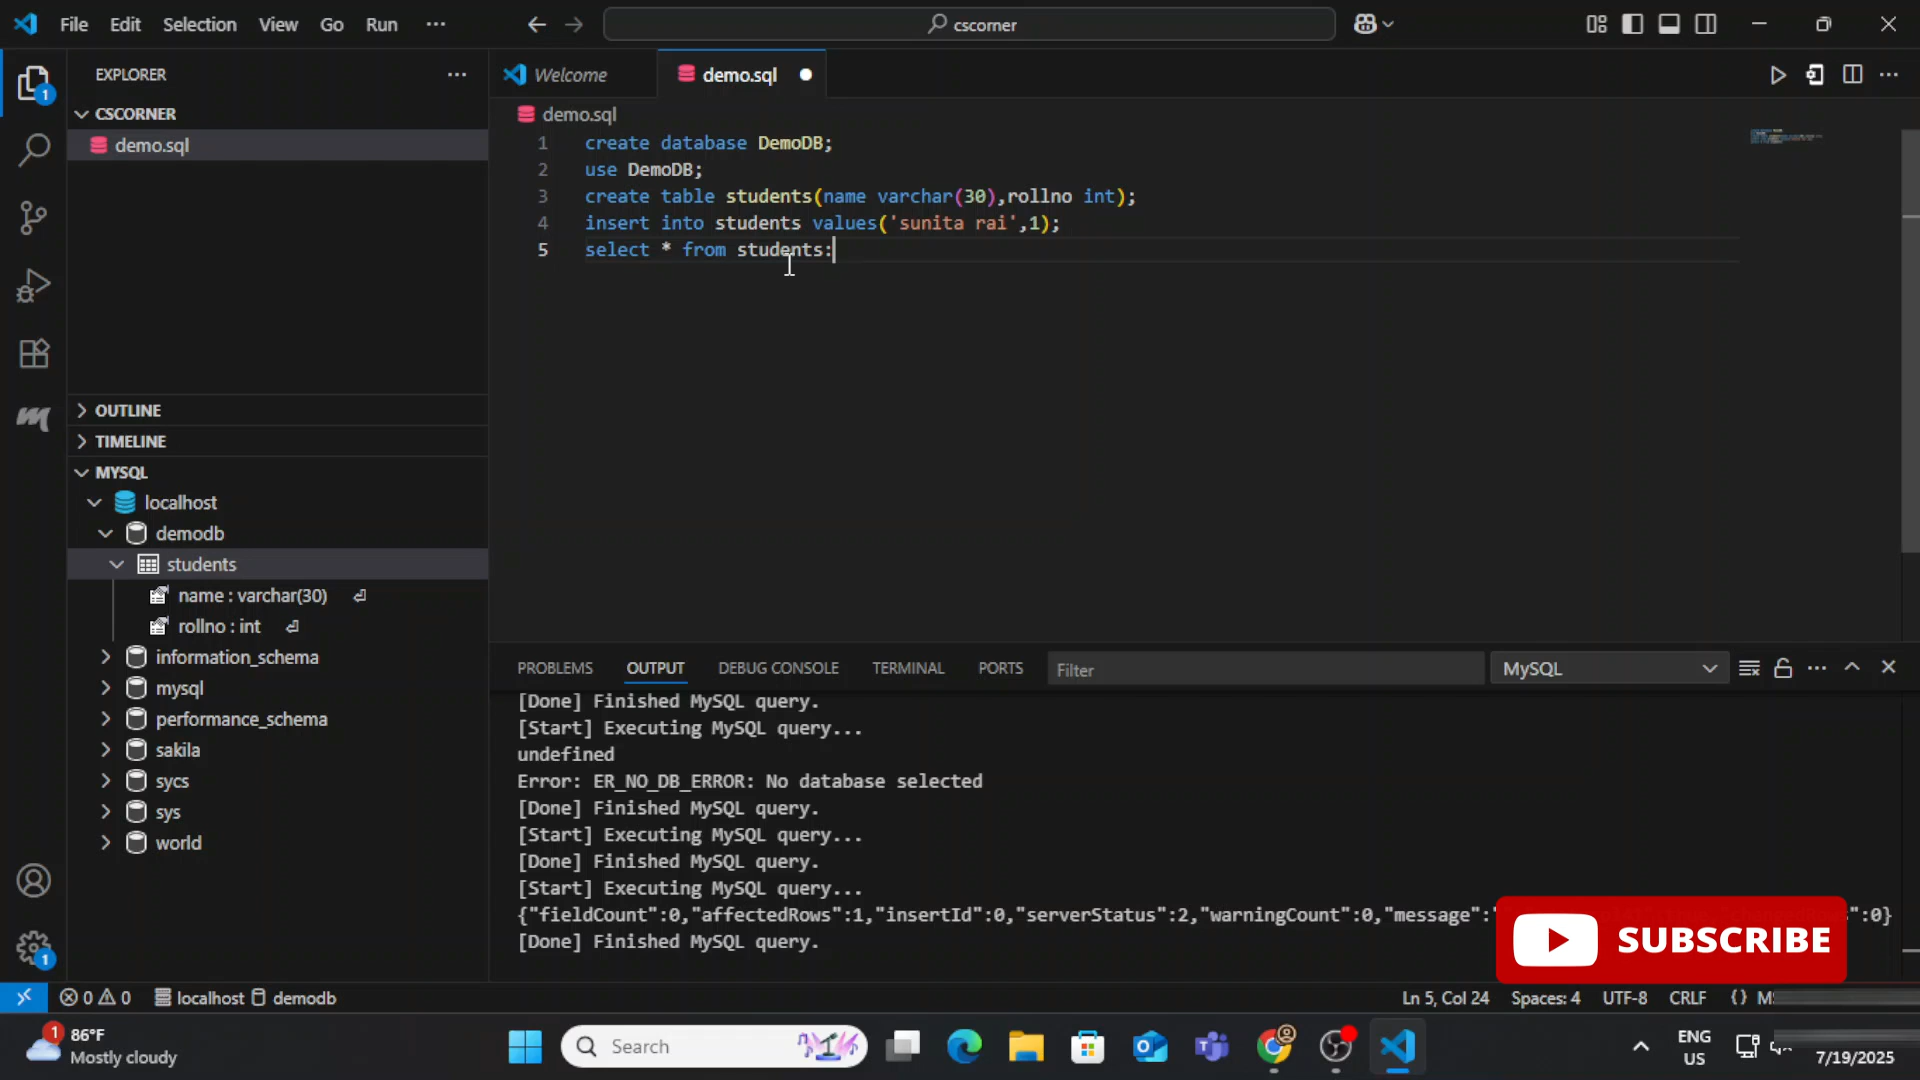 File Edit Selection View Go Run ... cscorner
EXPLORER ...
Welcome demo.sql
CSCORNER
demo.sql
demo.sql
1 create database DemoDB;
2 use DemoDB;
3 create table students(name varchar(30),rollno int);
4 insert into students values('sunita rai',1);
5 select * from students:
OUTLINE
TIMELINE
MYSQL
localhost
demodb
students
name : varchar(30)
rollno : int
information_schema
mysql
performance_schema
sakila
sycs
sys
world
PROBLEMS OUTPUT DEBUG CONSOLE TERMINAL PORTS Filter MySQL
[Done] Finished MySQL query.
[Start] Executing MySQL query...
undefined
Error: ER_NO_DB_ERROR: No database selected
[Done] Finished MySQL query.
[Start] Executing MySQL query...
[Done] Finished MySQL query.
[Start] Executing MySQL query...
{"fieldCount":0,"affectedRows":1,"insertId":0,"serverStatus":2,"warningCount":0,"message":" ":0}
[Done] Finished MySQL query.
SUBSCRIBE
1
1
0 0 localhost demodb Ln 5, Col 24 Spaces: 4 UTF-8 CRLF {}
1 86°F
Mostly cloudy
Search
ENG
US
7/19/2025